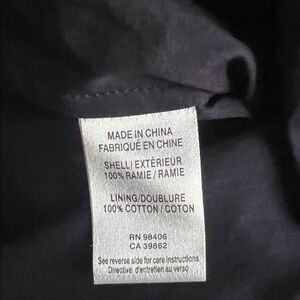 MADE IN CHINA
FABRIQUÉ EN CHINE
SHELL/EXTÉRIEUR
100% RAMIE / RAMIE
LINING/DOUBLURE
100% COTTON / COTON
RN 98406
CA 39862
See reverse side for care Instructions
Directive d'entretien au verso